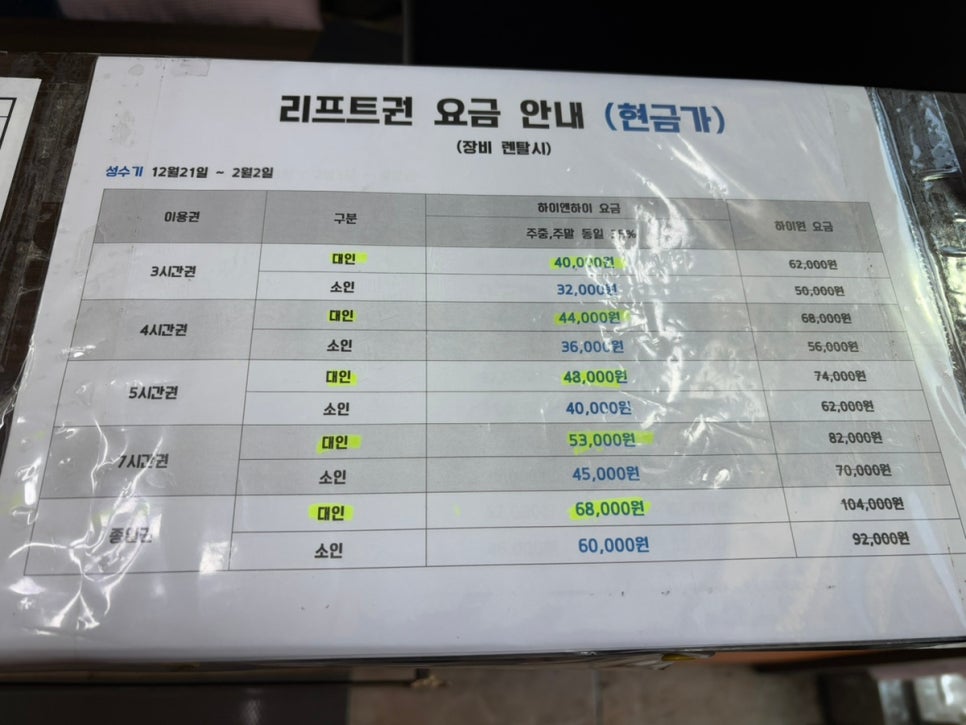 리프트권 요금 안내 (현금가)
(장비 렌탈시)
성수기 12월21일 ~ 2월2일
이용권 구분 하이앤하이 요금 하이원 요금
주중,주말 동일 35%
3시간권 대인 40,000원 62,000원
소인 32,000원 50,000원
4시간권 대인 44,000원 68,000원
소인 36,000원 56,000원
5시간권 대인 48,000원 74,000원
소인 40,000원 62,000원
7시간권 대인 53,000원 82,000원
소인 45,000원 70,000원
종일권 대인 68,000원 104,000원
소인 60,000원 92,000원